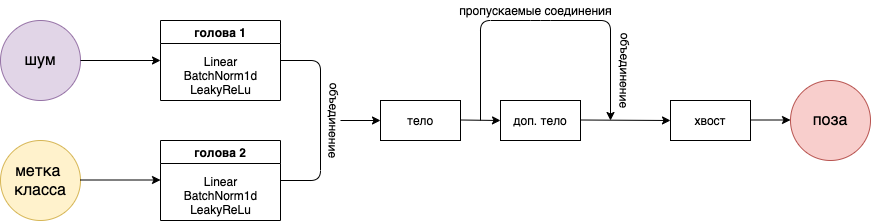 шум
голова 1
Linear
BatchNorm1d
LeakyReLu
метка
класса
голова 2
Linear
BatchNorm1d
LeakyReLu
объединение
тело
пропускаемые соединения
доп. тело
объединение
хвост
поза